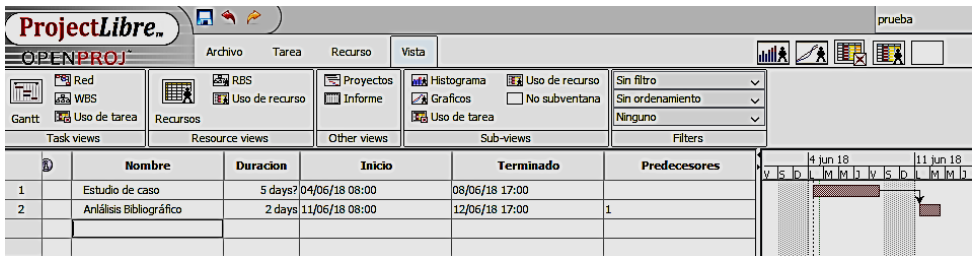 ProjectLibre™
OPENPROJ
prueba
Archivo Tarea Recurso Vista
Red RBS Proyectos Histograma Uso de recurso Sin filtro
WBS Uso de recurso Informe Graficos No subventana Sin ordenamiento
Gantt Uso de tarea Recursos Uso de tarea Ninguno
Task views Resource views Other views Sub-views Filters
Nombre Duracion Inicio Terminado Predecesores
4 jun 18 11 jun 18
V S D L M M J V S D L M M J
1 Estudio de caso 5 days? 04/06/18 08:00 08/06/18 17:00
2 Anlálisis Bibliográfico 2 days 11/06/18 08:00 12/06/18 17:00 1